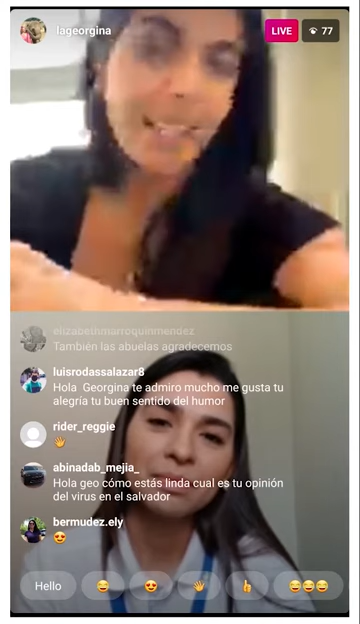 lageorgina
LIVE
77
elizabethmarroquinmendez
También las abuelas agradecemos
luisrodassalazar8
Hola Georgina te admiro mucho me gusta tu
alegría tu buen sentido del humor
rider_reggie
👋
abinadab_mejia_
Hola geo cómo estás linda cual es tu opinión
del virus en el salvador
bermudez.ely
😍
Hello 😂 😍 👋 👍 😂😂😂